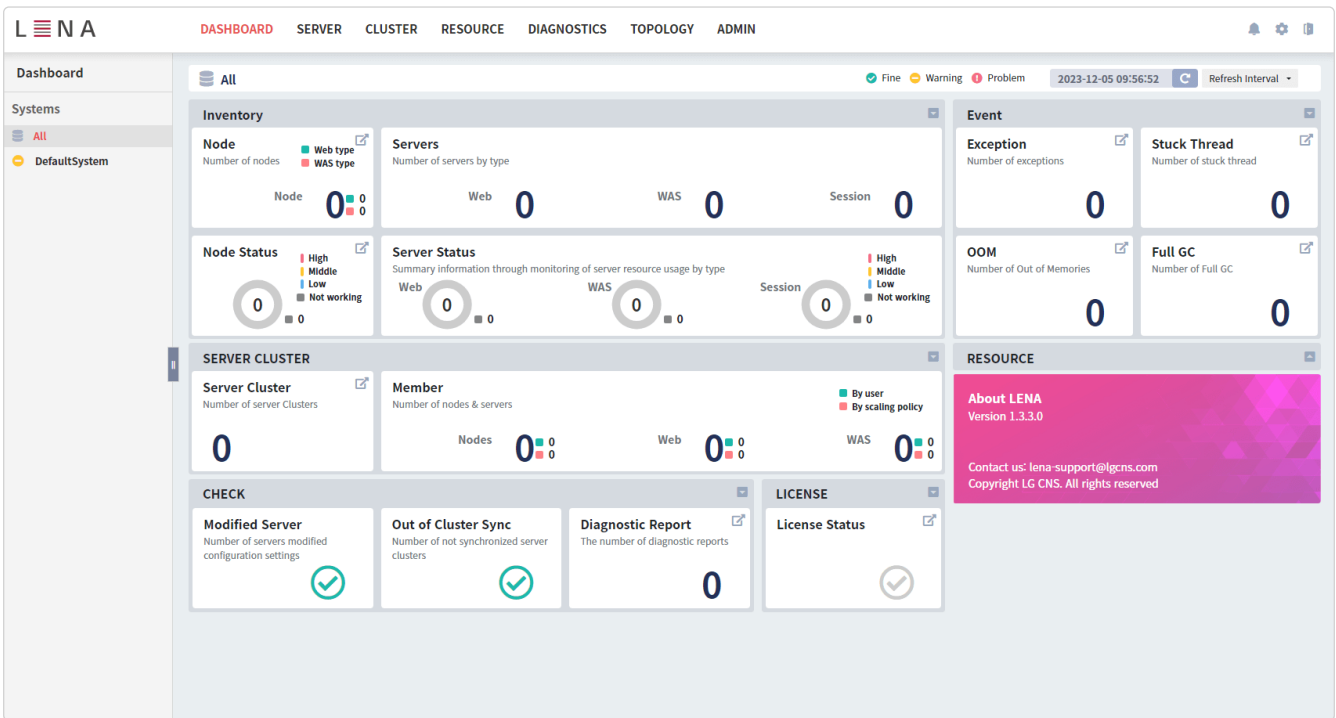 LENA
DASHBOARD SERVER CLUSTER RESOURCE DIAGNOSTICS TOPOLOGY ADMIN
Dashboard
Systems
All
DefaultSystem
All
Fine Warning Problem 2023-12-05 09:56:52 Refresh Interval
Inventory
Node
Number of nodes
Web type
WAS type
Node 0 0
0
Servers
Number of servers by type
Web 0 WAS 0 Session 0
Node Status
High
Middle
Low
Not working
0
0
Server Status
Summary information through monitoring of server resource usage by type
High
Middle
Low
Not working
Web 0 0 WAS 0 0 Session 0 0
Event
Exception
Number of exceptions
0
Stuck Thread
Number of stuck thread
0
OOM
Number of Out of Memories
0
Full GC
Number of Full GC
0
SERVER CLUSTER
Server Cluster
Number of server Clusters
0
Member
Number of nodes & servers
By user
By scaling policy
Nodes 0 0
0
Web 0 0
0
WAS 0 0
0
RESOURCE
About LENA
Version 1.3.3.0
Contact us: lena-support@lgcns.com
Copyright LG CNS. All rights reserved
CHECK
Modified Server
Number of servers modified
configuration settings
Out of Cluster Sync
Number of not synchronized server
clusters
Diagnostic Report
The number of diagnostic reports
0
LICENSE
License Status